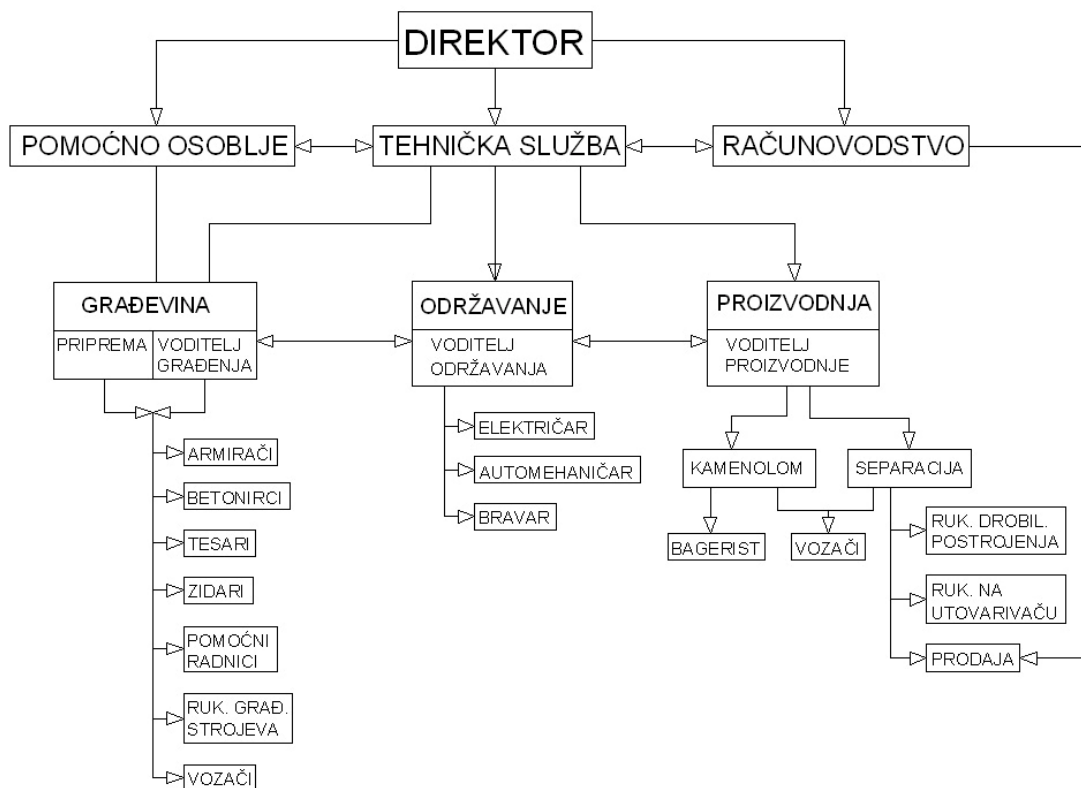 DIREKTOR
POMOĆNO OSOBLJE
TEHNIČKA SLUŽBA
RAČUNOVODSTVO
GRAĐEVINA
PRIPREMA
VODITELJ
GRAĐENJA
ODRŽAVANJE
VODITELJ
ODRŽAVANJA
PROIZVODNJA
VODITELJ
PROIZVODNJE
ARMIRAČI
BETONIRCI
TESARI
ZIDARI
POMOĆNI
RADNICI
RUK. GRAĐ.
STROJEVA
VOZAČI
ELEKTRIČAR
AUTOMEHANIČAR
BRAVAR
KAMENOLOM
SEPARACIJA
BAGERIST
VOZAČI
RUK. DROBIL.
POSTROJENJA
RUK. NA
UTOVARIVAČU
PRODAJA